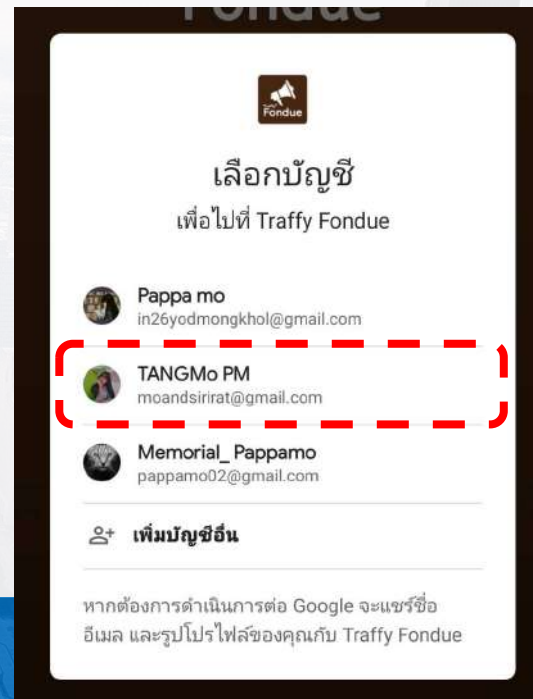 Fondue
Fondue
เลือกบัญชี
เพื่อไปที่ Traffy Fondue
Pappa mo
in26yodmongkhol@gmail.com
TANGMo PM
moandsirirat@gmail.com
Memorial_ Pappamo
pappamo02@gmail.com
เพิ่มบัญชีอื่น
หากต้องการดำเนินการต่อ Google จะแชร์ชื่อ
อีเมล และรูปโปรไฟล์ของคุณกับ Traffy Fondue